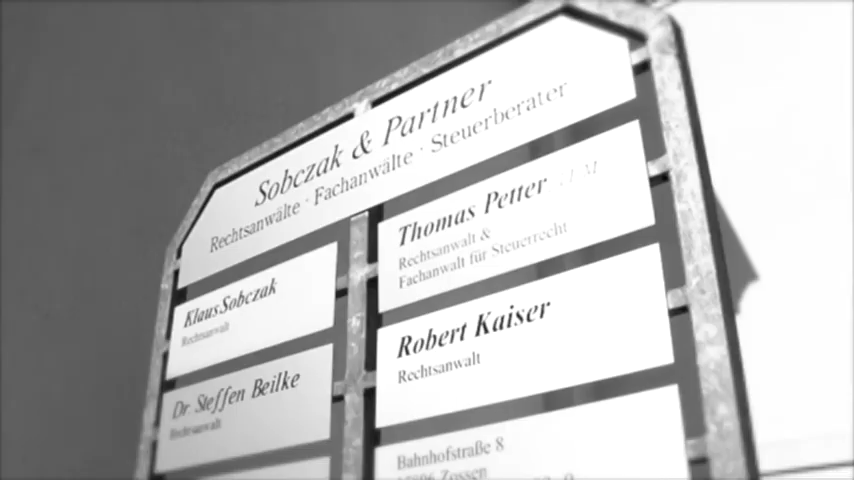 Sobczak & Partner
Rechtsanwälte · Fachanwälte · Steuerberater
Klaus Sobczak
Rechtsanwalt
Dr Steffen Beilke
Rechtsanwalt
Thomas Petter
Rechtsanwalt &
Fachanwalt für Steuerrecht
Robert Kaiser
Rechtsanwalt
Bahnhofstraße 8
Zossen